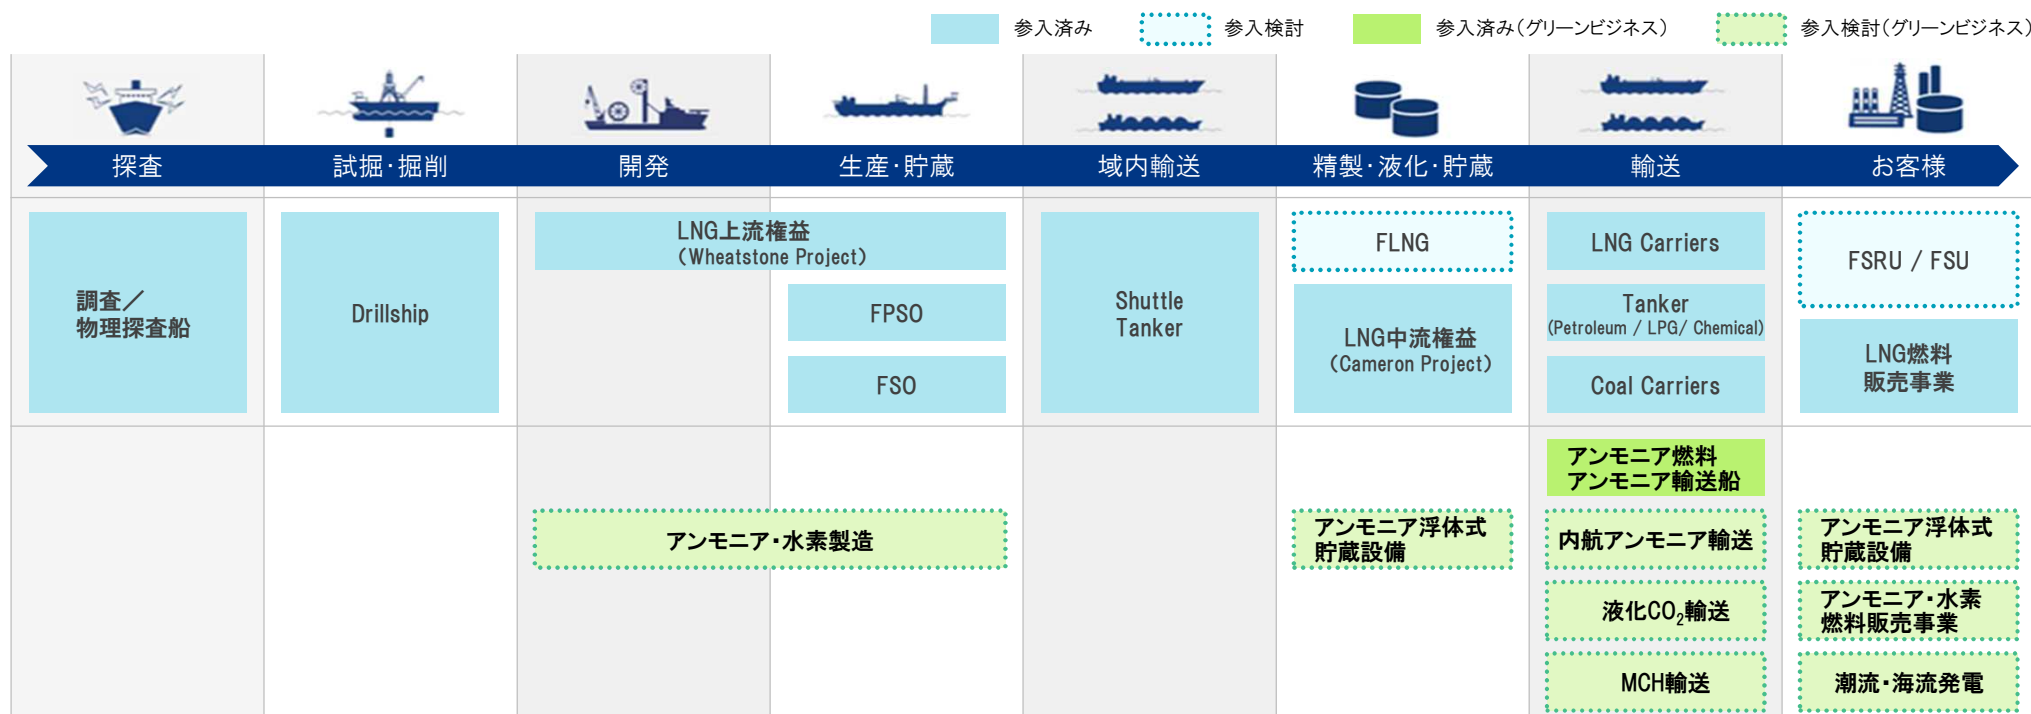 参入済み
参入検討
参入済み(グリーンビジネス)
参入検討(グリーンビジネス)
探査
試掘・掘削
開発
生産・貯蔵
域内輸送
精製・液化・貯蔵
輸送
お客様
調査／
物理探査船
Drillship
LNG上流権益
(Wheatstone Project)
FPSO
FSO
Shuttle
Tanker
FLNG
LNG中流権益
(Cameron Project)
LNG Carriers
Tanker
(Petroleum / LPG/ Chemical)
Coal Carriers
FSRU / FSU
LNG燃料
販売事業
アンモニア・水素製造
アンモニア浮体式
貯蔵設備
アンモニア燃料
アンモニア輸送船
内航アンモニア輸送
液化CO₂輸送
MCH輸送
アンモニア浮体式
貯蔵設備
アンモニア・水素
燃料販売事業
潮流・海流発電